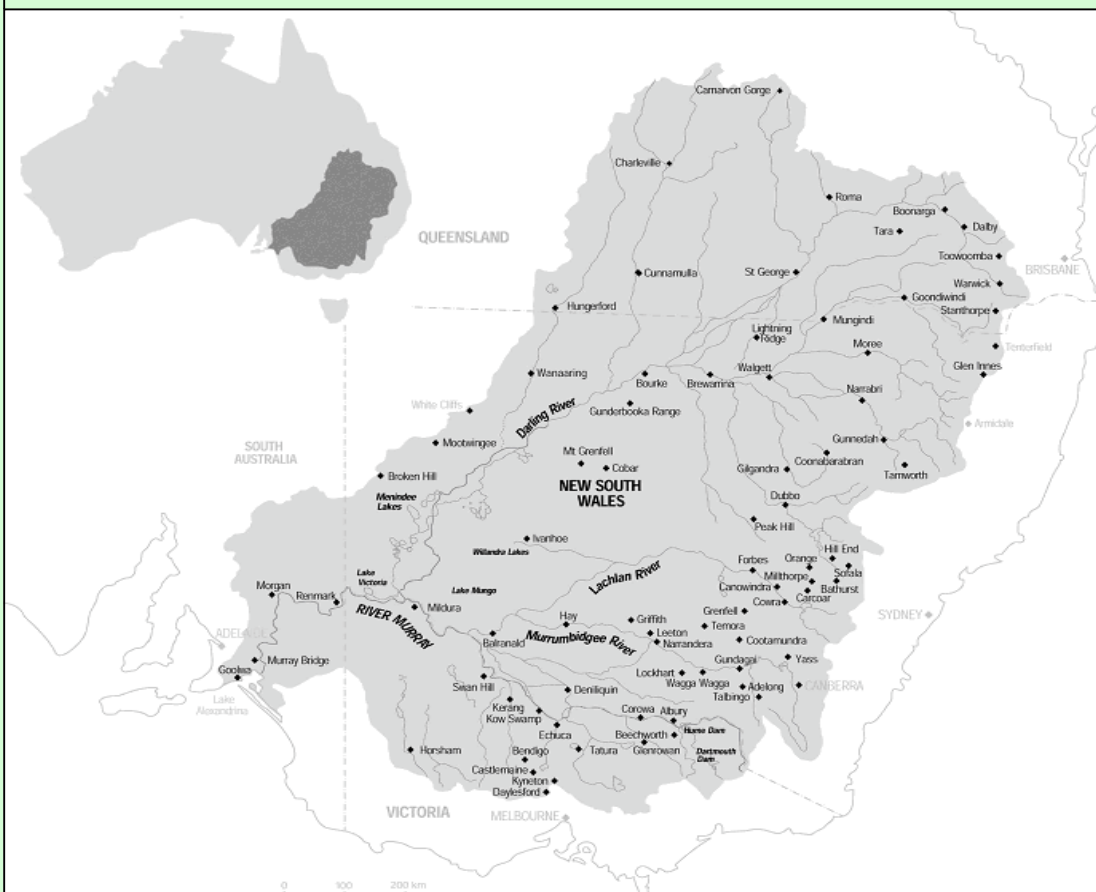 Carnarvon Gorge
Charleville
Roma
Boonarga
Dalby
Tara
QUEENSLAND
Toowoomba
BRISBANE
Cunnamulla
St George
Warwick
Goondiwindi
Hungerford
Stanthorpe
Mungindi
Lightning
Ridge
Moree
Tenterfield
Glen Innes
Wanaaring
Walgett
Bourke
Brewarrina
Narrabri
White Cliffs
Darling River
Gunderbooka Range
Armidale
Mootwingee
Gunnedah
SOUTH
AUSTRALIA
Mt Grenfell
Coonabarabran
Cobar
Gilgandra
Tamworth
Broken Hill
NEW SOUTH
WALES
Menindee
Lakes
Dubbo
Peak Hill
Ivanhoe
Willandra Lakes
Hill End
Orange
Forbes
Sofala
Lake
Victoria
Lachlan River
Millthorpe
Morgan
Lake Mungo
Canowindra
Bathurst
Renmark
Carcoar
Cowra
Mildura
RIVER MURRAY
Grenfell
SYDNEY
Hay
Griffith
Temora
ADELAIDE
Leeton
Balranald
Murrumbidgee River
Narrandera
Cootamundra
Murray Bridge
Gundagai
Yass
Goolwa
Lockhart
Wagga Wagga
Swan Hill
Deniliquin
Adelong
CANBERRA
Talbingo
Lake
Alexandrina
Kerang
Corowa
Albury
Kow Swamp
Hume Dam
Echuca
Beechworth
Horsham
Bendigo
Tatura
Glenrowan
Dartmouth
Dam
Castlemaine
Kyneton
Daylesford
VICTORIA
MELBOURNE
0 100 200 km